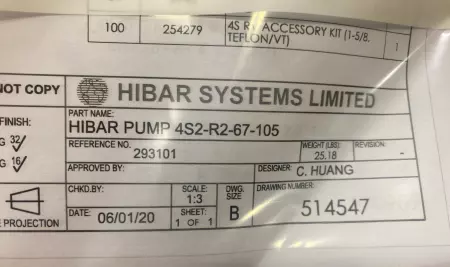 100 254279 4S R2 ACCESSORY KIT (1-5/8,
TEFLON/VT) 1
NOT COPY
HIBAR SYSTEMS LIMITED
FINISH:
PART NAME:
HIBAR PUMP 4S2-R2-67-105
G 32
REFERENCE NO.
293101
WEIGHT (LBS)
25.18
REVISION:
-
G 16
APPROVED BY:
DESIGNER: C. HUANG
CHKD.BY:
SCALE:
1:3
DWG.
SIZE
B
DRAWING NUMBER
514547
DATE: 06/01/20
SHEET:
1 OF 1
E PROJECTION